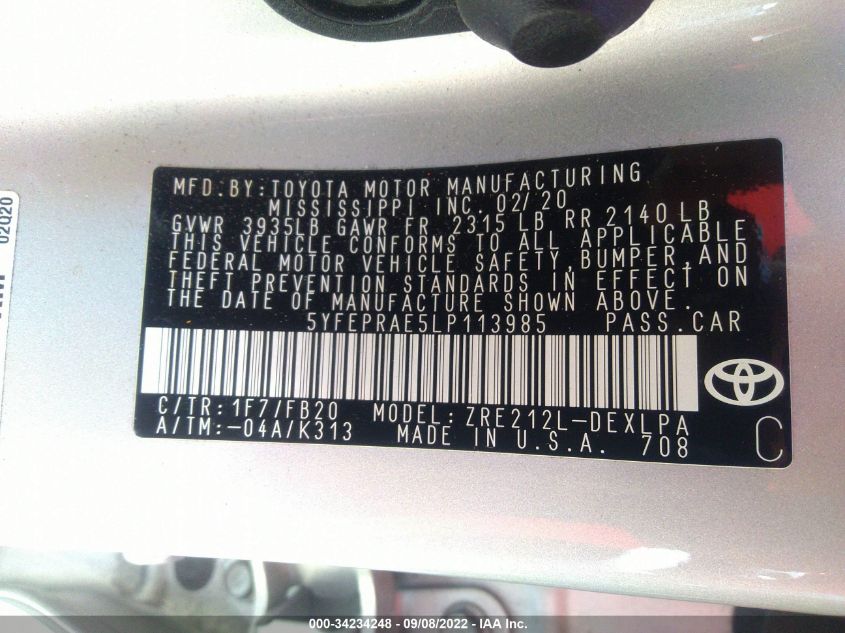 MFD.BY:TOYOTA MOTOR MANUFACTURING
MISSISSIPPI INC. 02/20
GVWR 3935LB GAWR FR 2315 LB RR 2140 LB
THIS VEHICLE CONFORMS TO ALL APPLICABLE
FEDERAL MOTOR VEHICLE SAFETY, BUMPER, AND
THEFT PREVENTION STANDARDS IN EFFECT ON
THE DATE OF MANUFACTURE SHOWN ABOVE.
5YFEPRAE5LP113985 PASS.CAR
C/TR:1F7/FB20 MODEL:ZRE212L-DEXLPA
A/TM:-04A/K313 MADE IN U.S.A. 708
C
02Q20
000-34234248 - 09/08/2022 - IAA Inc.